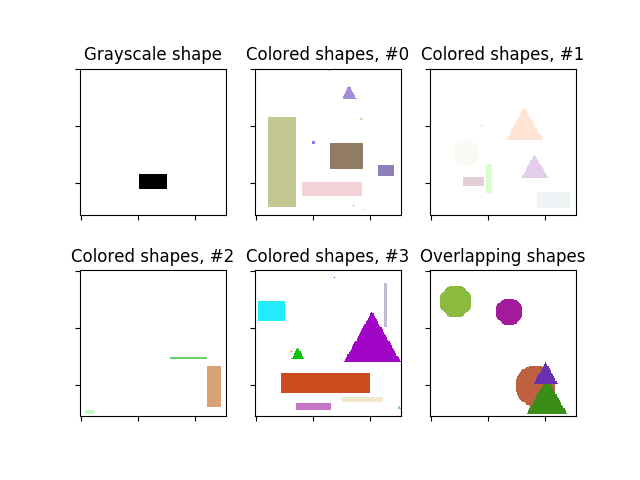 Grayscale shape
Colored shapes, #0
Colored shapes, #1
Colored shapes, #2
Colored shapes, #3
Overlapping shapes